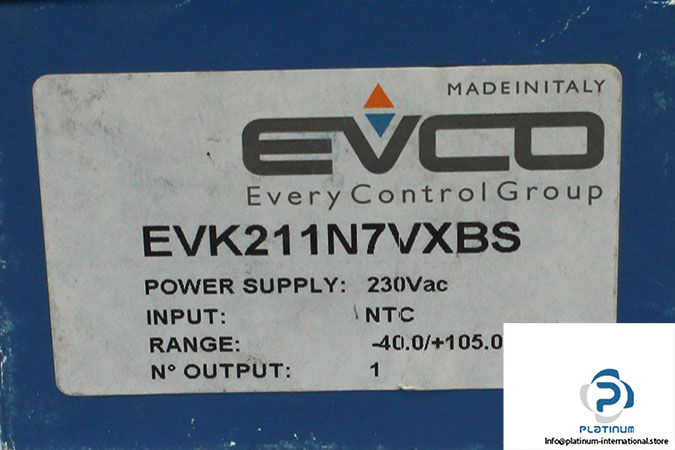 MADEINITALY
EVCO
Every Control Group
EVK211N7VXBS
POWER SUPPLY: 230Vac
INPUT: NTC
RANGE: -40.0/+105.0
N° OUTPUT: 1
PLATINUM
Info@platinum-international.store